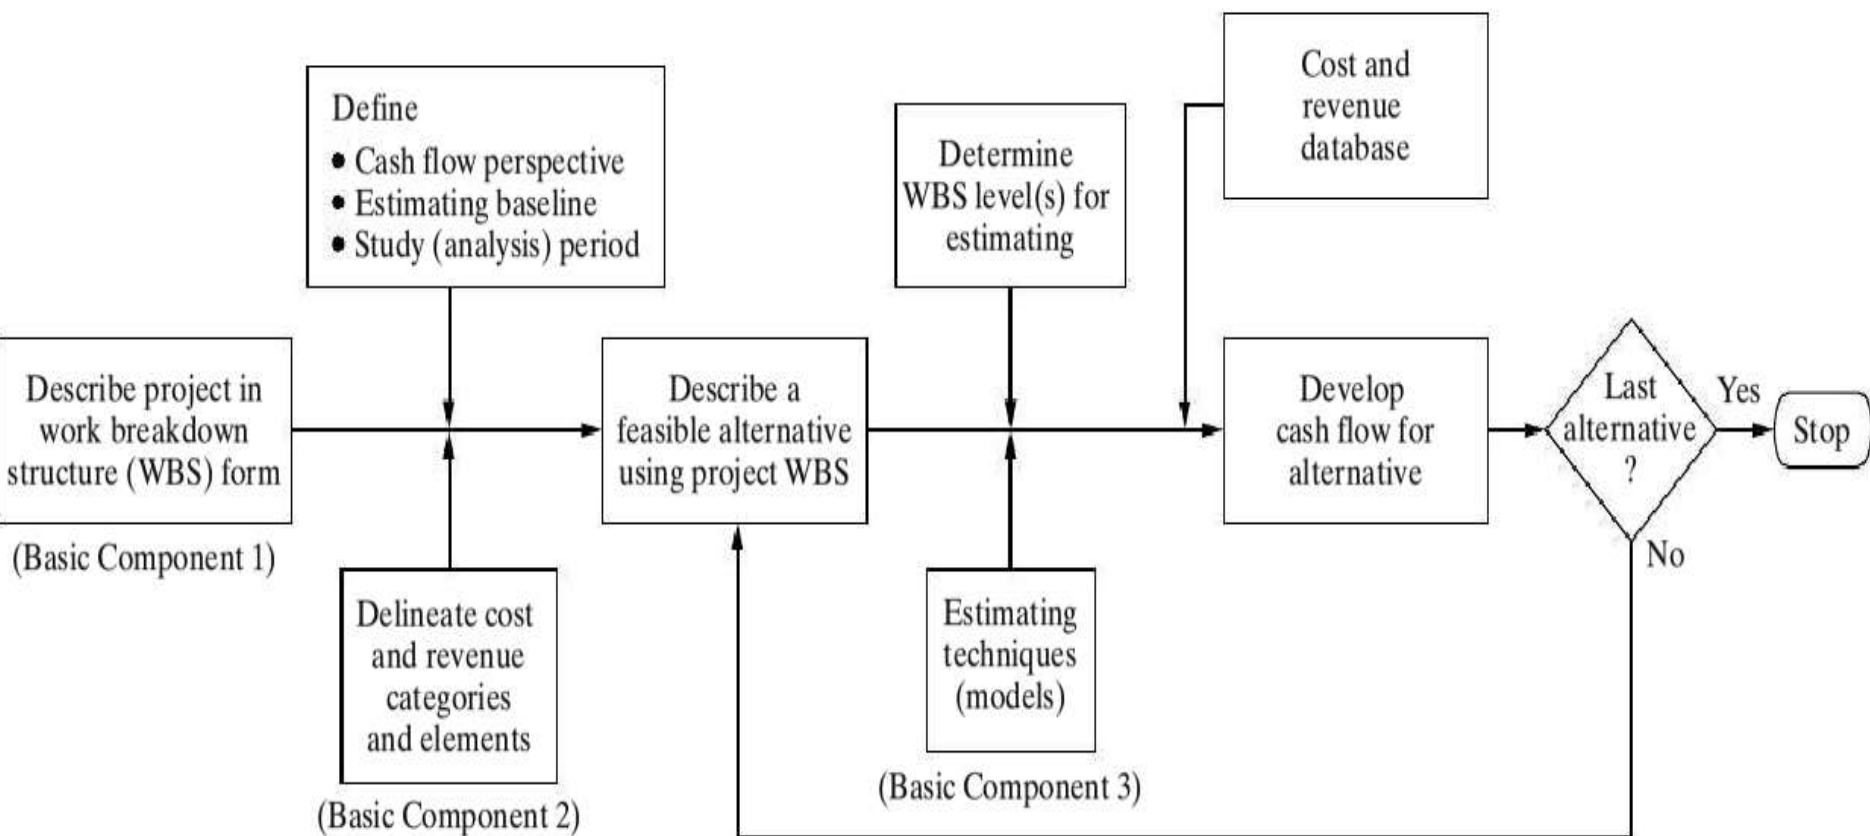 Cost and
revenue
database
Define
• Cash flow perspective
• Estimating baseline
• Study (analysis) period
Determine
WBS level(s) for
estimating
Describe project in
work breakdown
structure (WBS) form
(Basic Component 1)
Describe a
feasible alternative
using project WBS
Develop
cash flow for
alternative
Last
alternative
?
Yes
Stop
No
Delineate cost
and revenue
categories
and elements
(Basic Component 2)
Estimating
techniques
(models)
(Basic Component 3)